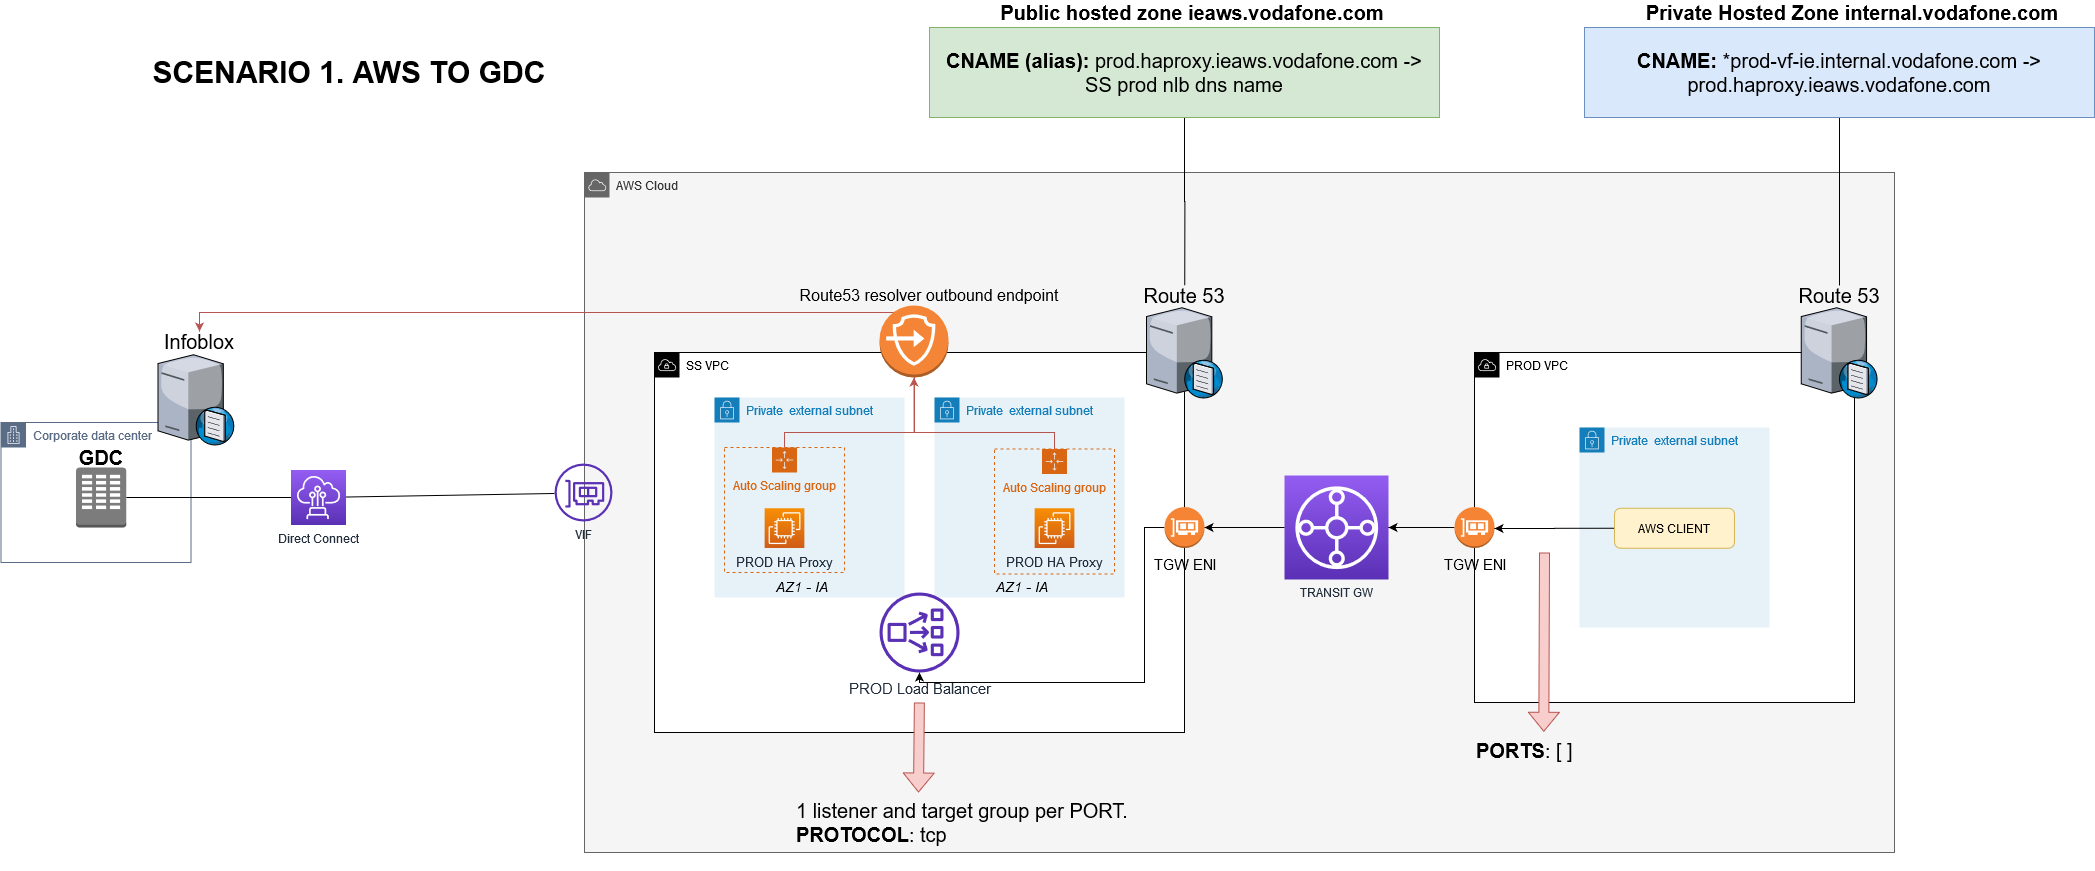 Public hosted zone ieaws.vodafone.com
Private Hosted Zone internal.vodafone.com
SCENARIO 1. AWS TO GDC
CNAME (alias): prod.haproxy.ieaws.vodafone.com ->
SS prod nlb dns name
CNAME: *prod-vf-ie.internal.vodafone.com ->
prod.haproxy.ieaws.vodafone.com
AWS Cloud
Route53 resolver outbound endpoint
Route 53
Route 53
Infoblox
SS VPC
PROD VPC
Private external subnet
Private external subnet
Private external subnet
Corporate data center
GDC
Auto Scaling group
Auto Scaling group
PROD HA Proxy
PROD HA Proxy
AZ1 - IA
AZ1 - IA
Direct Connect
VIF
TGW ENI
TRANSIT GW
TGW ENI
AWS CLIENT
PROD Load Balancer
PORTS: [ ]
1 listener and target group per PORT.
PROTOCOL: tcp